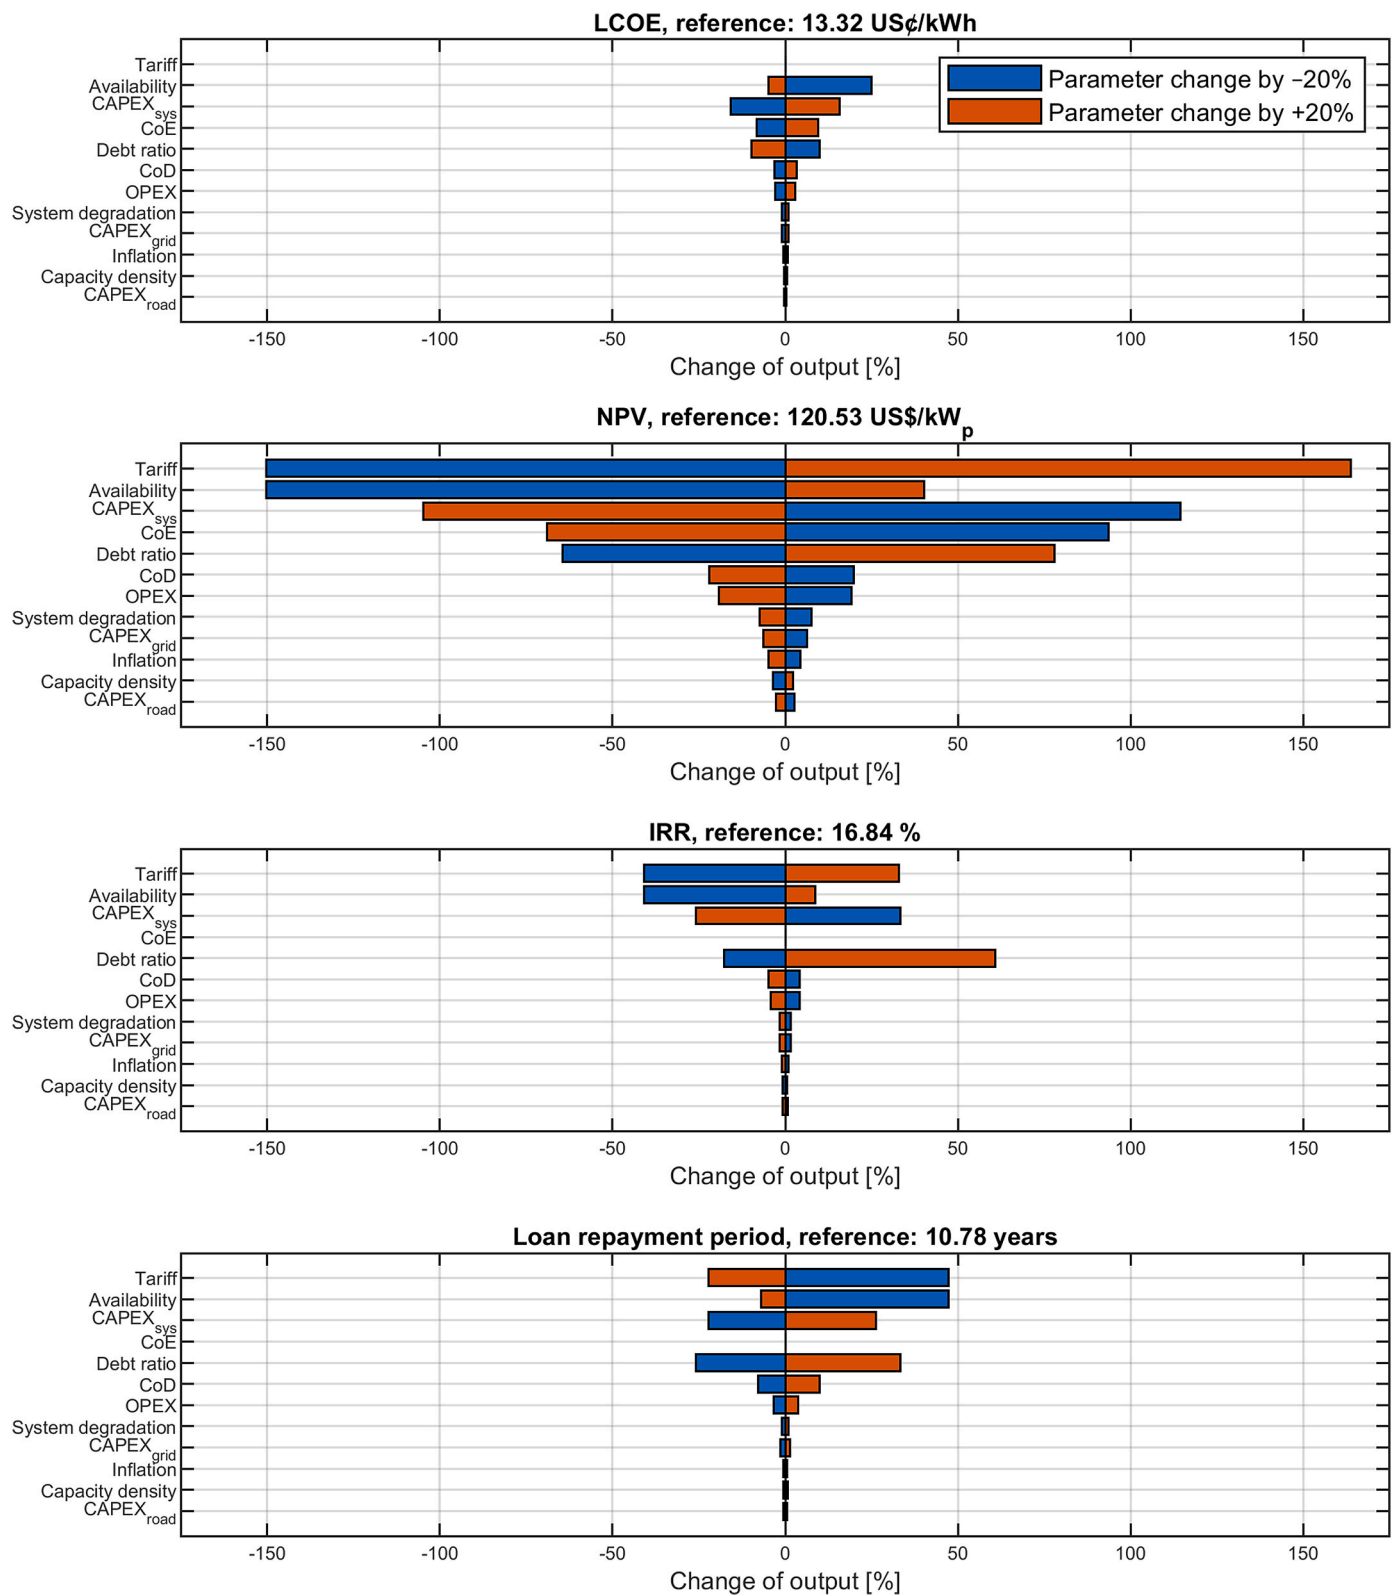 LCOE, reference: 13.32 US¢/kWh
Parameter change by −20%
Parameter change by +20%
Tariff
Availability
CAPEXsys
CoE
Debt ratio
CoD
OPEX
System degradation
CAPEXgrid
Inflation
Capacity density
CAPEXroad
-150 -100 -50 0 50 100 150
Change of output [%]
NPV, reference: 120.53 US$/kWp
Tariff
Availability
CAPEXsys
CoE
Debt ratio
CoD
OPEX
System degradation
CAPEXgrid
Inflation
Capacity density
CAPEXroad
-150 -100 -50 0 50 100 150
Change of output [%]
IRR, reference: 16.84 %
Tariff
Availability
CAPEXsys
CoE
Debt ratio
CoD
OPEX
System degradation
CAPEXgrid
Inflation
Capacity density
CAPEXroad
-150 -100 -50 0 50 100 150
Change of output [%]
Loan repayment period, reference: 10.78 years
Tariff
Availability
CAPEXsys
CoE
Debt ratio
CoD
OPEX
System degradation
CAPEXgrid
Inflation
Capacity density
CAPEXroad
-150 -100 -50 0 50 100 150
Change of output [%]